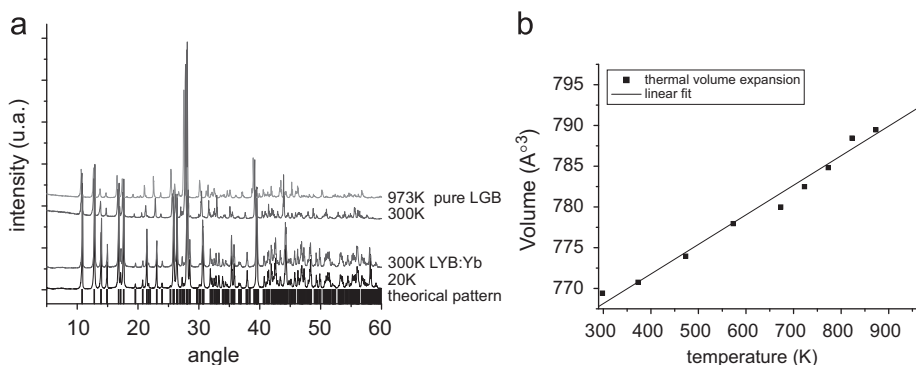 a
intensity (u.a.)
973K pure LGB
300K
300K LYB:Yb
20K
theorical pattern
10 20 30 40 50 60
angle
b
thermal volume expansion
linear fit
Volume (A°3)
795
790
785
780
775
770
300 400 500 600 700 800 900
temperature (K)